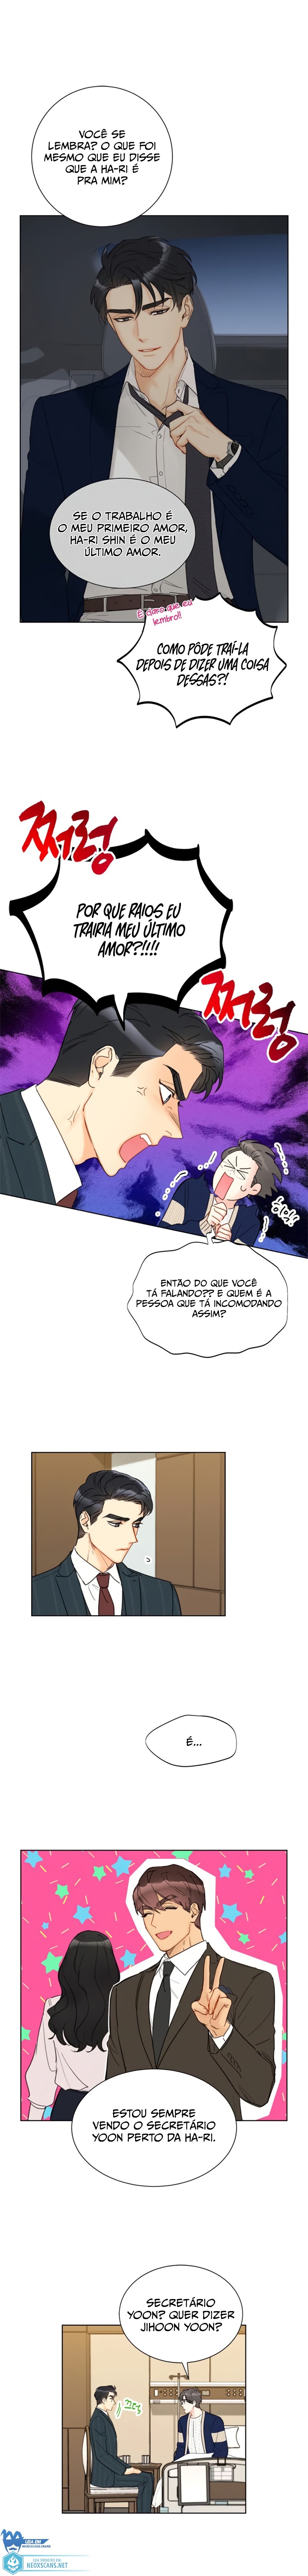 VOCÊ SE
LEMBRA? O QUE FOI
MESMO QUE EU DISSE
QUE A HA-RI É
PRA MIM?
SE O TRABALHO É
O MEU PRIMEIRO AMOR,
HA-RI SHIN É O MEU
ÚLTIMO AMOR.
É claro que eu
lembro!!
COMO PÔDE TRAÍ-LA
DEPOIS DE DIZER UMA COISA
DESSAS?!
쩌렁
POR QUE RAIOS EU
TRAIRIA MEU ÚLTIMO
AMOR?!!!!
쩌렁
ENTÃO DO QUE VOCÊ
TÁ FALANDO?? E QUEM É A
PESSOA QUE TÁ INCOMODANDO
ASSIM?
É...
ESTOU SEMPRE
VENDO O SECRETÁRIO
YOON PERTO DA HA-RI.
SECRETÁRIO
YOON? QUER DIZER
JIHOON YOON?
끄덕
LEIA EM
NEOXSCANS.NET